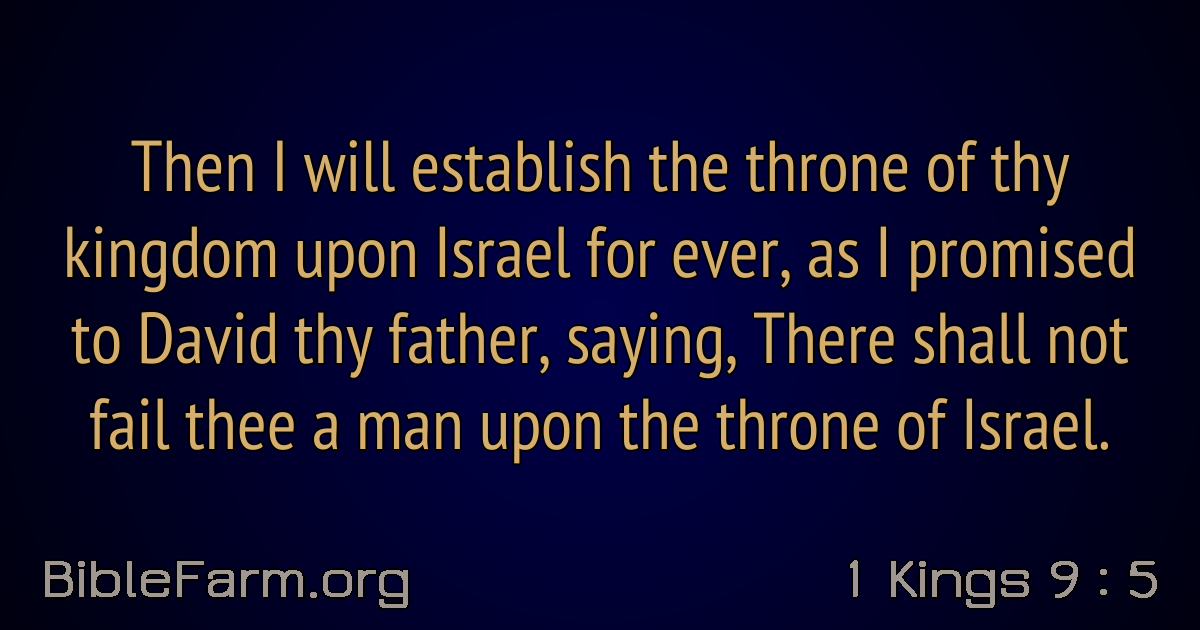 Then I will establish the throne of thy
kingdom upon Israel for ever, as I promised
to David thy father, saying, There shall not
fail thee a man upon the throne of Israel.
BibleFarm.org
1 Kings 9 : 5